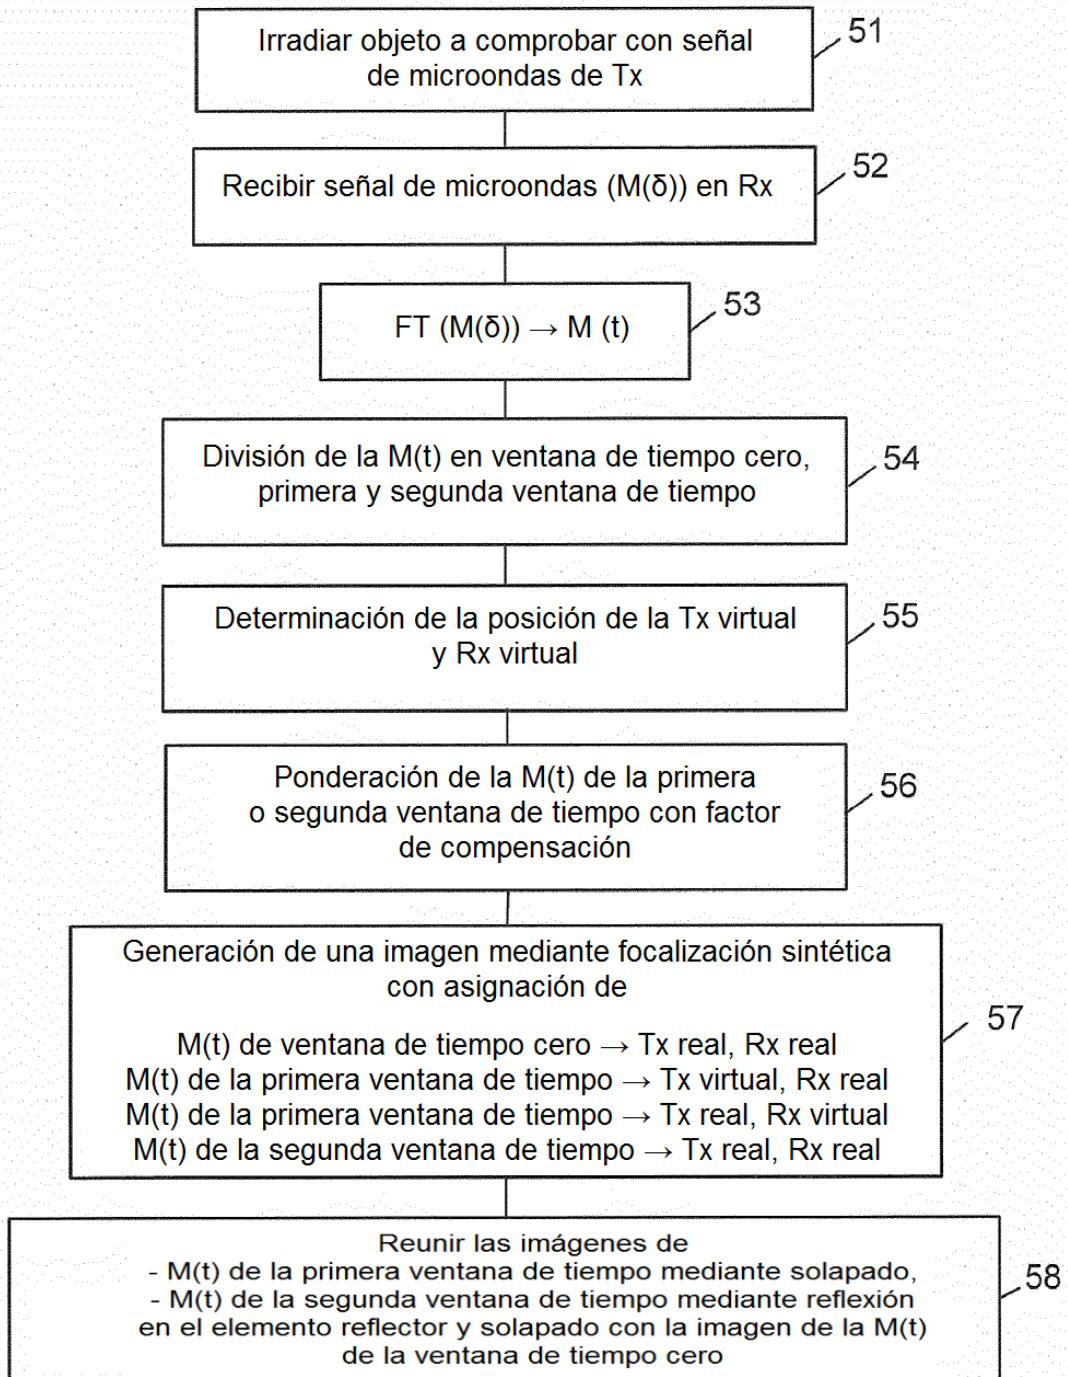 Irradiar objeto a comprobar con señal
de microondas de Tx
51
Recibir señal de microondas (M(δ)) en Rx
52
FT (M(δ)) → M (t)
53
División de la M(t) en ventana de tiempo cero,
primera y segunda ventana de tiempo
54
Determinación de la posición de la Tx virtual
y Rx virtual
55
Ponderación de la M(t) de la primera
o segunda ventana de tiempo con factor
de compensación
56
Generación de una imagen mediante focalización sintética
con asignación de
M(t) de ventana de tiempo cero → Tx real, Rx real
M(t) de la primera ventana de tiempo → Tx virtual, Rx real
M(t) de la primera ventana de tiempo → Tx real, Rx virtual
M(t) de la segunda ventana de tiempo → Tx real, Rx real
57
Reunir las imágenes de
- M(t) de la primera ventana de tiempo mediante solapado,
- M(t) de la segunda ventana de tiempo mediante reflexión
en el elemento reflector y solapado con la imagen de la M(t)
de la ventana de tiempo cero
58